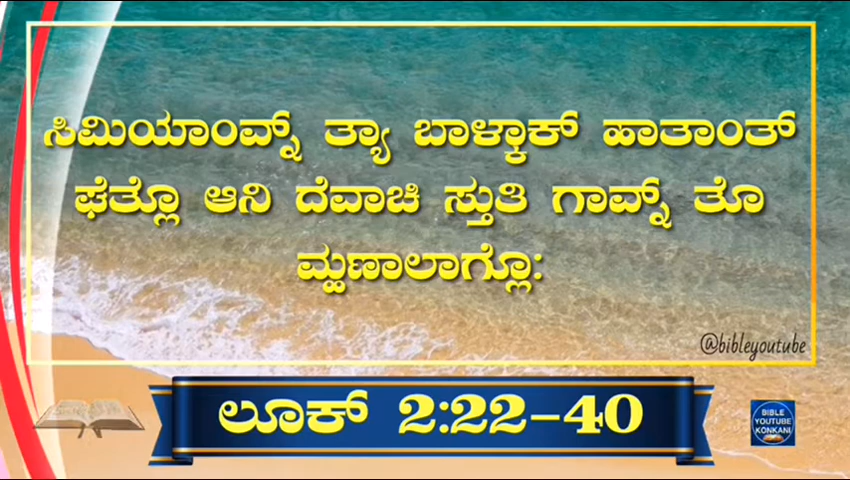 ಸಿಮಿಯಾಂವ್ನ್ ತ್ಯಾ ಬಾಳ್ಕಾಕ್ ಹಾತಾಂತ್
ಘೆತ್ಲೊ ಆನಿ ದೆವಾಚಿ ಸ್ತುತಿ ಗಾವ್ನ್ ತೊ
ಮ್ಹಣಾಲಾಗ್ಲೊ:
@bibleyoutube
ಲೂಕ್ 2:22-40
BIBLE
YOUTUBE
KONKANI